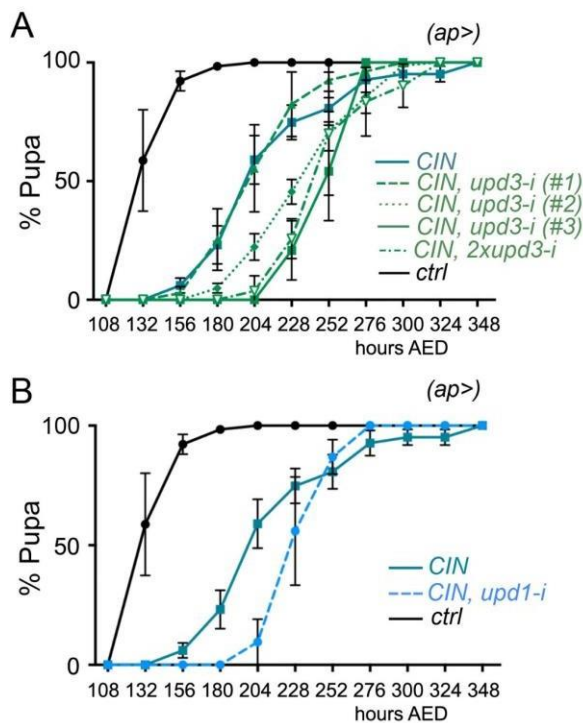 A
(ap>)
% Pupa
100
50
0
CIN
CIN, upd3-i (#1)
CIN, upd3-i (#2)
CIN, upd3-i (#3)
CIN, 2xupd3-i
ctrl
108 132 156 180 204 228 252 276 300 324 348
hours AED
B
(ap>)
% Pupa
100
50
0
CIN
CIN, upd1-i
ctrl
108 132 156 180 204 228 252 276 300 324 348
hours AED